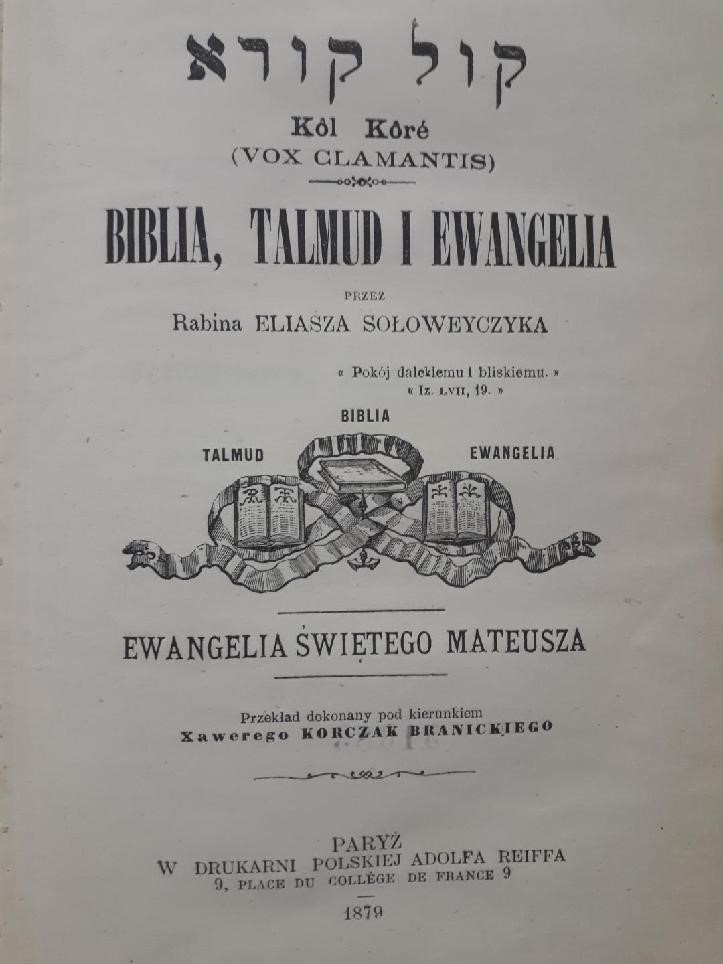 קול קורא
Kôl Kôré
(VOX CLAMANTIS)
BIBLIA, TALMUD I EWANGELIA
PRZEZ
Rabina ELIASZA SOŁOWEYCZYKA
« Pokój dalekiemu i bliskiemu. »
« Iz. LVII, 19. »
BIBLIA
TALMUD EWANGELIA
EWANGELIA ŚWIĘTEGO MATEUSZA
Przekład dokonany pod kierunkiem
Xawerego KORCZAK BRANICKIEGO
PARYŻ
W DRUKARNI POLSKIEJ ADOLFA REIFFA
9, PLACE DU COLLÉGE DE FRANCE 9
1879